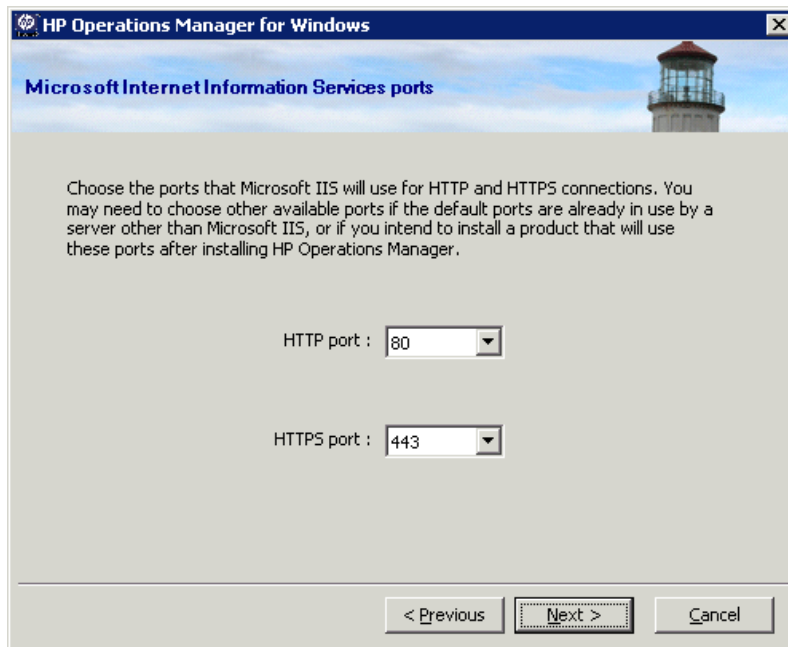 HP Operations Manager for Windows
Microsoft Internet Information Services ports
Choose the ports that Microsoft IIS will use for HTTP and HTTPS connections. You
may need to choose other available ports if the default ports are already in use by a
server other than Microsoft IIS, or if you intend to install a product that will use
these ports after installing HP Operations Manager.
HTTP port : 80
HTTPS port : 443
< Previous Next > Cancel